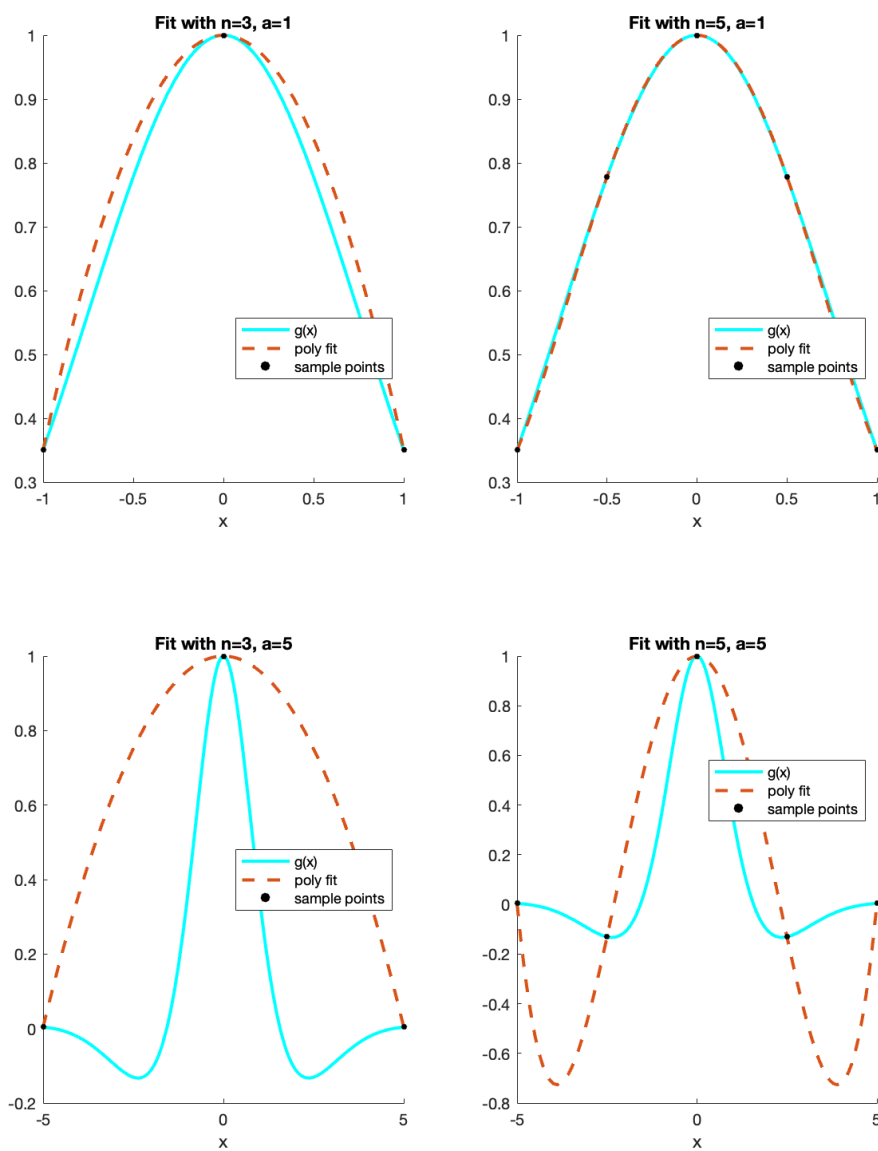 Fit with n=3, a=1
1
0.9
0.8
0.7
0.6
0.5
0.4
0.3
-1 -0.5 0 0.5 1
x
g(x)
poly fit
sample points
Fit with n=5, a=1
1
0.9
0.8
0.7
0.6
0.5
0.4
0.3
-1 -0.5 0 0.5 1
x
g(x)
poly fit
sample points
Fit with n=3, a=5
1
0.8
0.6
0.4
0.2
0
-0.2
-5 0 5
x
g(x)
poly fit
sample points
Fit with n=5, a=5
1
0.8
0.6
0.4
0.2
0
-0.2
-0.4
-0.6
-0.8
-5 0 5
x
g(x)
poly fit
sample points